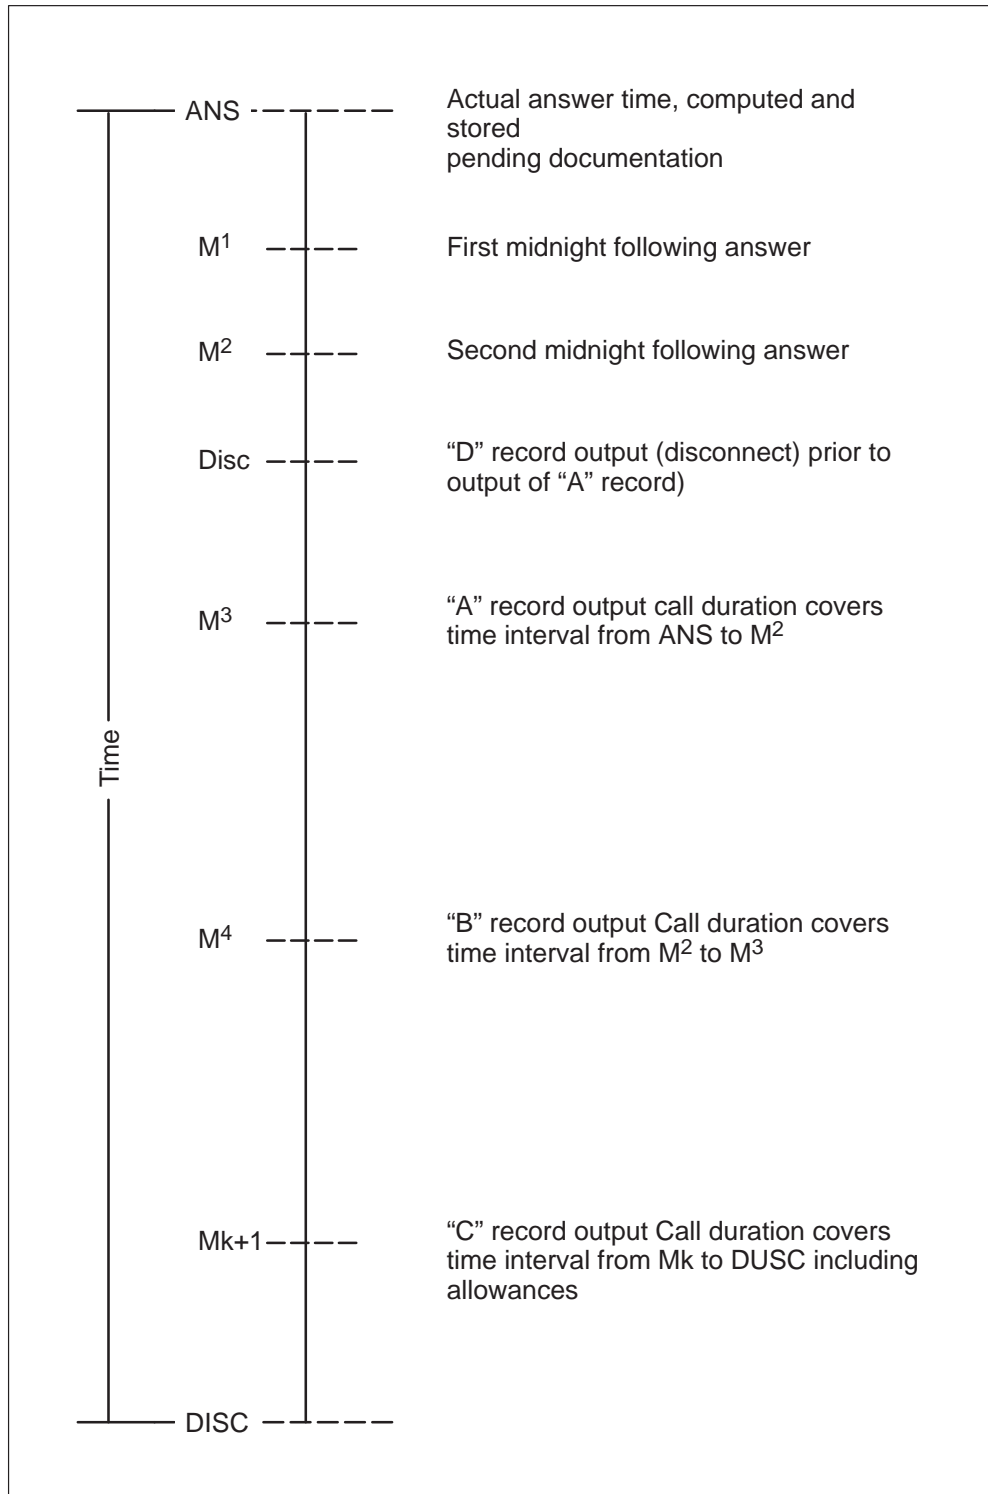 ANS
Actual answer time, computed and
stored
pending documentation
M1
First midnight following answer
M2
Second midnight following answer
Disc
“D” record output (disconnect) prior to
output of “A” record)
M3
“A” record output call duration covers
time interval from ANS to M2
Time
M4
“B” record output Call duration covers
time interval from M2 to M3
Mk+1
“C” record output Call duration covers
time interval from Mk to DUSC including
allowances
DISC